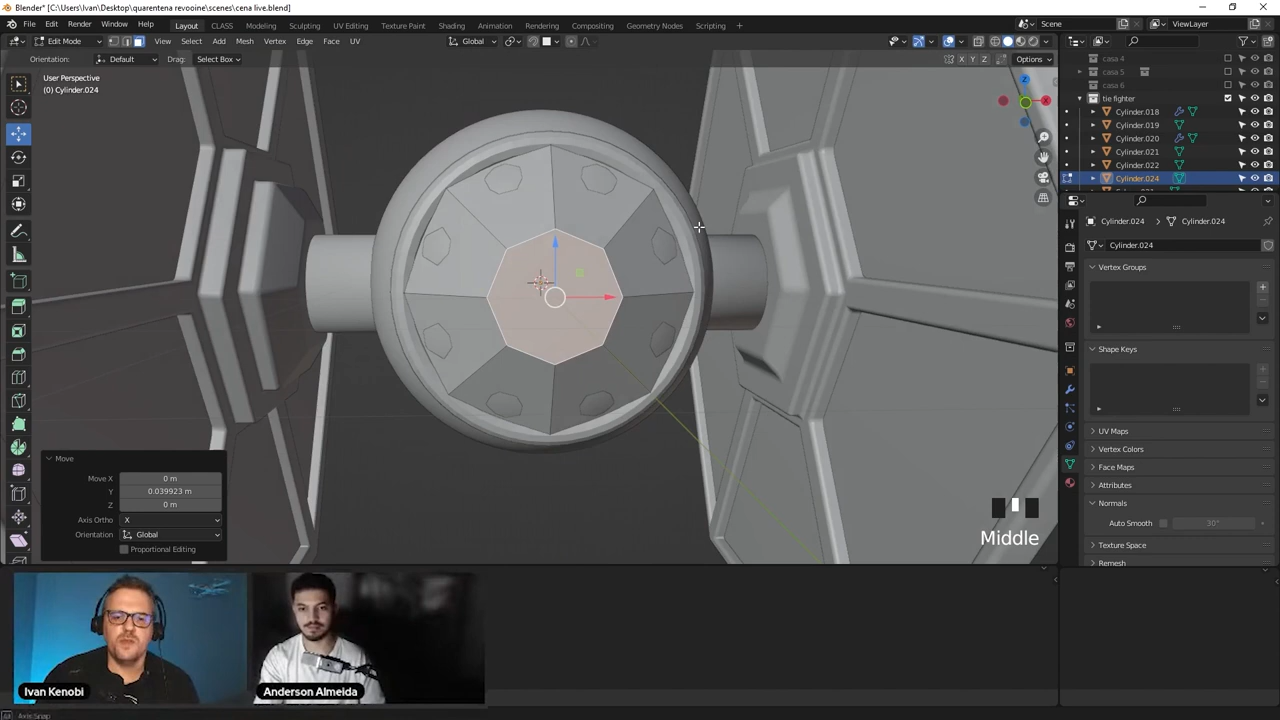 Blender* [C:\Users\Ivan\Desktop\quarentena revooine\scenes\cena live.blend]
File Edit Render Window Help Layout CLASS Modeling Sculpting UV Editing Texture Paint Shading Animation Rendering Compositing Geometry Nodes Scripting Scene ViewLayer
Edit Mode View Select Add Mesh Vertex Edge Face UV Global
Orientation: Default Drag: Select Box X Y Z Options
User Perspective
(0) Cylinder.024
Z
X
casa 4
casa 5
casa 6
tie fighter
Cylinder.018
Cylinder.019
Cylinder.020
Cylinder.021
Cylinder.022
Cylinder.024
Cylinder.024 Cylinder.024
Cylinder.024
Vertex Groups
Shape Keys
UV Maps
Vertex Colors
Face Maps
Attributes
Normals
Auto Smooth 30°
Texture Space
Remesh
Move
Move X 0 m
Y 0.039923 m
Z 0 m
Axis Ortho X
Orientation Global
Proportional Editing
Middle
Ivan Kenobi
Anderson Almeida
Axis Snap